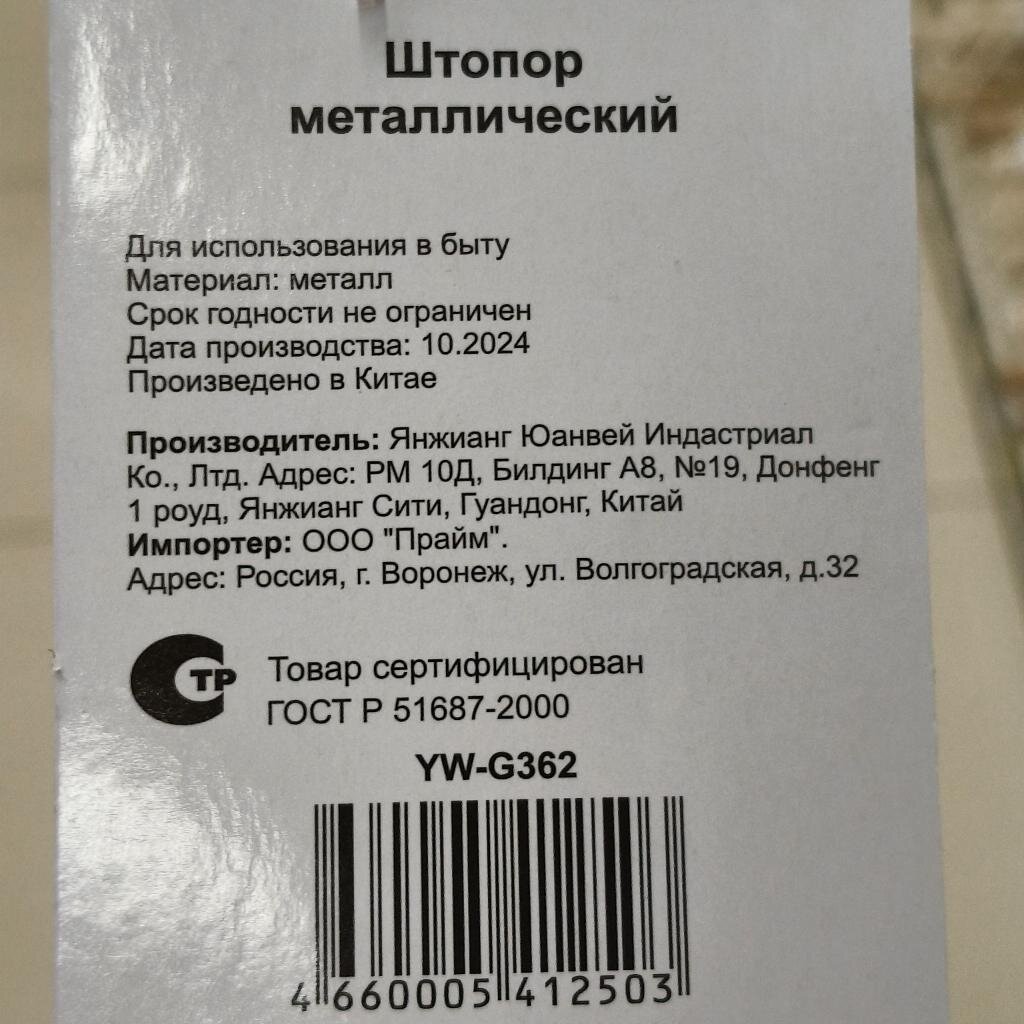 Штопор
металлический
Для использования в быту
Материал: металл
Срок годности не ограничен
Дата производства: 10.2024
Произведено в Китае
Производитель: Янжианг Юанвей Индастриал
Ко., Лтд. Адрес: РМ 10Д, Билдинг А8, №19, Донфенг
1 роуд, Янжианг Сити, Гуандонг, Китай
Импортер: ООО "Прайм".
Адрес: Россия, г. Воронеж, ул. Волгоградская, д.32
СТР Товар сертифицирован
ГОСТ Р 51687-2000
YW-G362
4 660005 412503